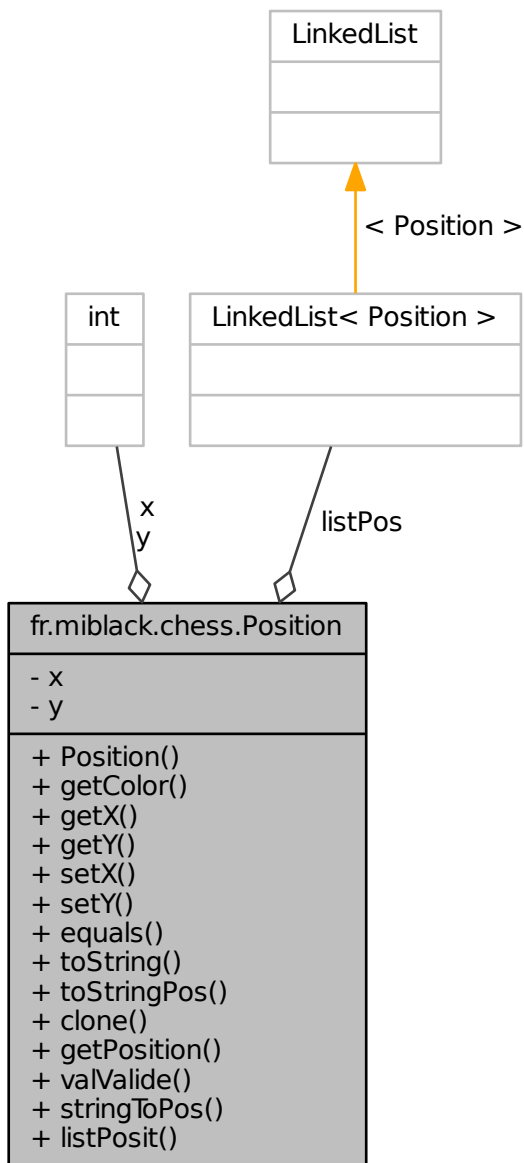 LinkedList
< Position >
int
LinkedList< Position >
x
y
listPos
fr.miblack.chess.Position
- x
- y
+ Position()
+ getColor()
+ getX()
+ getY()
+ setX()
+ setY()
+ equals()
+ toString()
+ toStringPos()
+ clone()
+ getPosition()
+ valValide()
+ stringToPos()
+ listPosit()